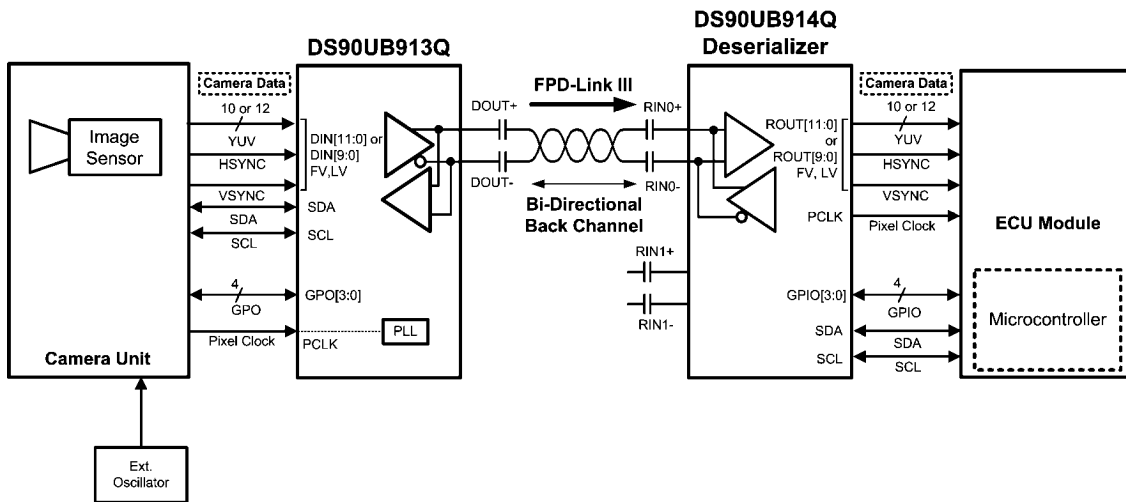 DS90UB913Q
DS90UB914Q
Deserializer
Camera Data
10 or 12
YUV
HSYNC
VSYNC
SDA
SCL
4
GPO
Pixel Clock
Image
Sensor
Camera Unit
Ext.
Oscillator
DIN[11:0] or
DIN[9:0]
FV,LV
SDA
SCL
GPO[3:0]
PCLK
PLL
DOUT+
DOUT-
FPD-Link III
Bi-Directional
Back Channel
RIN0+
RIN0-
RIN1+
RIN1-
ROUT[11:0]
or
ROUT[9:0]
FV, LV
PCLK
GPIO[3:0]
SDA
SCL
Camera Data
10 or 12
YUV
HSYNC
VSYNC
Pixel Clock
4
GPIO
SDA
SCL
ECU Module
Microcontroller